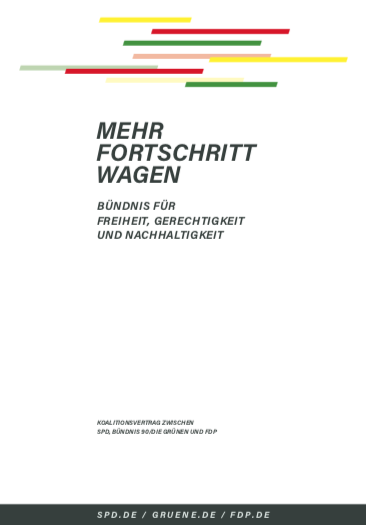 MEHR
FORTSCHRITT
WAGEN
BÜNDNIS FÜR
FREIHEIT, GERECHTIGKEIT
UND NACHHALTIGKEIT
KOALITIONSVERTRAG ZWISCHEN
SPD, BÜNDNIS 90/DIE GRÜNEN UND FDP
SPD.DE / GRUENE.DE / FDP.DE